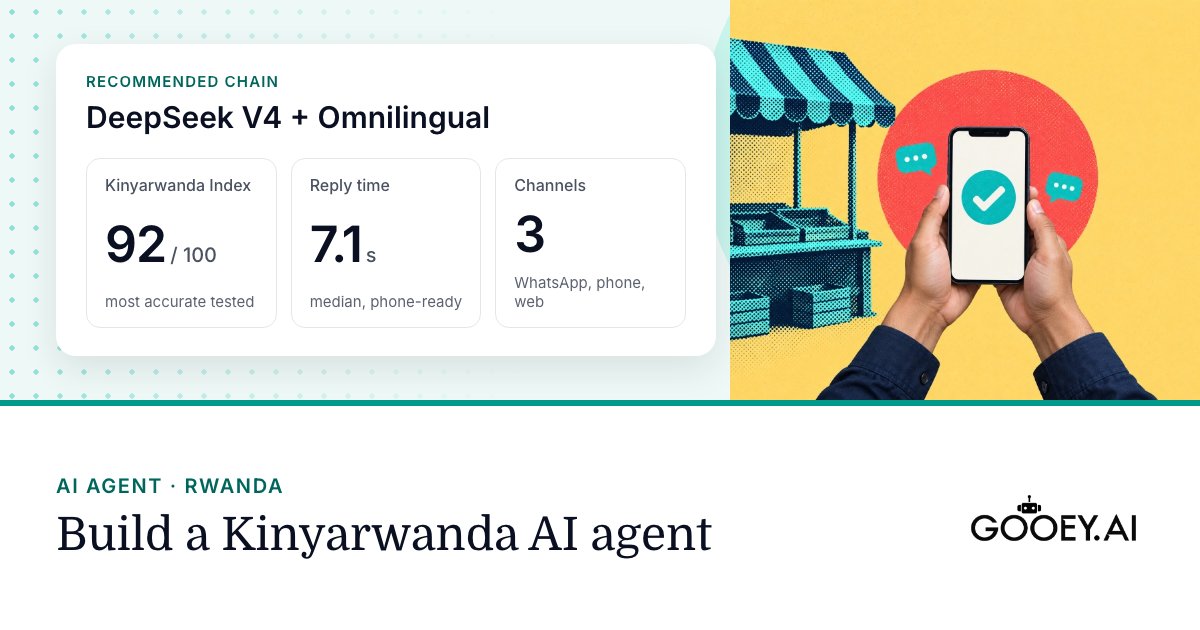 RECOMMENDED CHAIN
DeepSeek V4 + Omnilingual
Kinyarwanda Index
92 / 100
most accurate tested
Reply time
7.1 s
median, phone-ready
Channels
3
WhatsApp, phone,
web
AI AGENT · RWANDA
Build a Kinyarwanda AI agent
GOOEY.AI